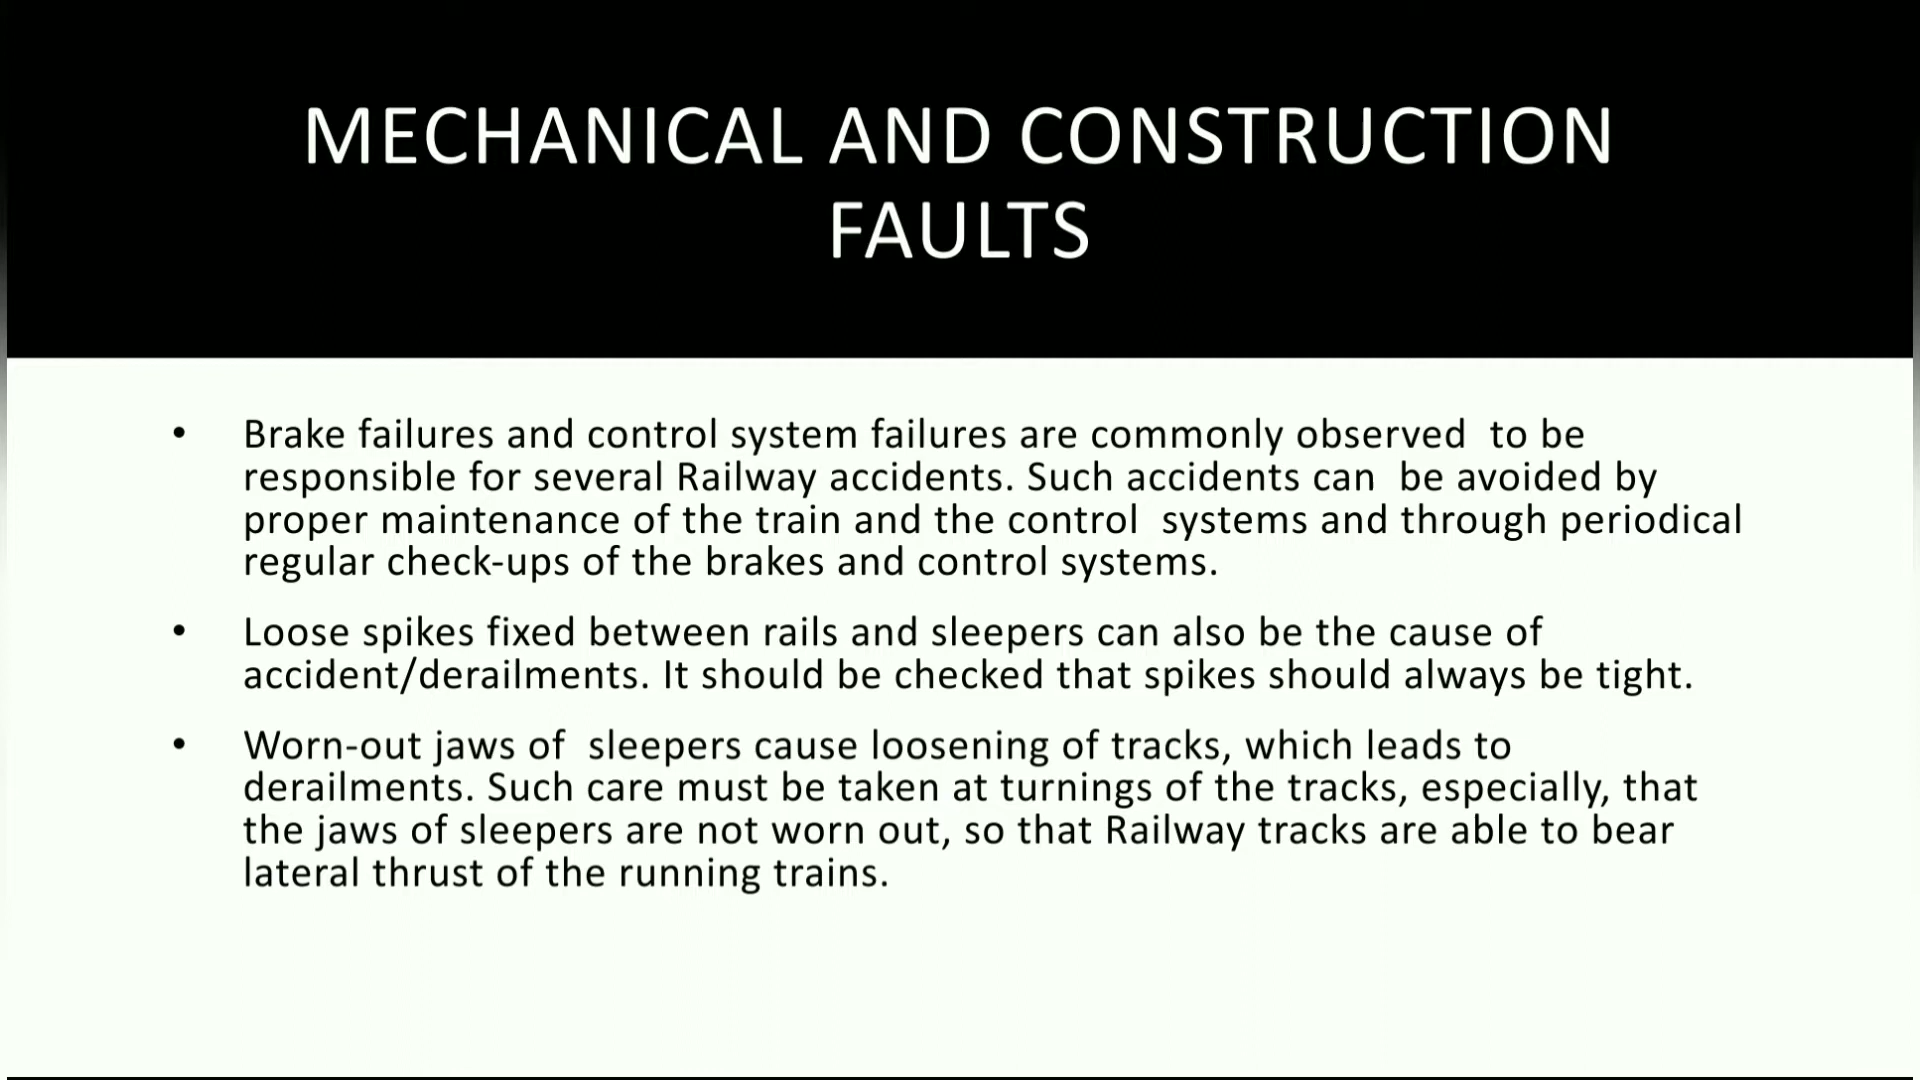 MECHANICAL AND CONSTRUCTION
FAULTS
• Brake failures and control system failures are commonly observed  to be
responsible for several Railway accidents. Such accidents can  be avoided by
proper maintenance of the train and the control  systems and through periodical
regular check-ups of the brakes and control systems.
• Loose spikes fixed between rails and sleepers can also be the cause of
accident/derailments. It should be checked that spikes should always be tight.
• Worn-out jaws of  sleepers cause loosening of tracks, which leads to
derailments. Such care must be taken at turnings of the tracks, especially, that
the jaws of sleepers are not worn out, so that Railway tracks are able to bear
lateral thrust of the running trains.